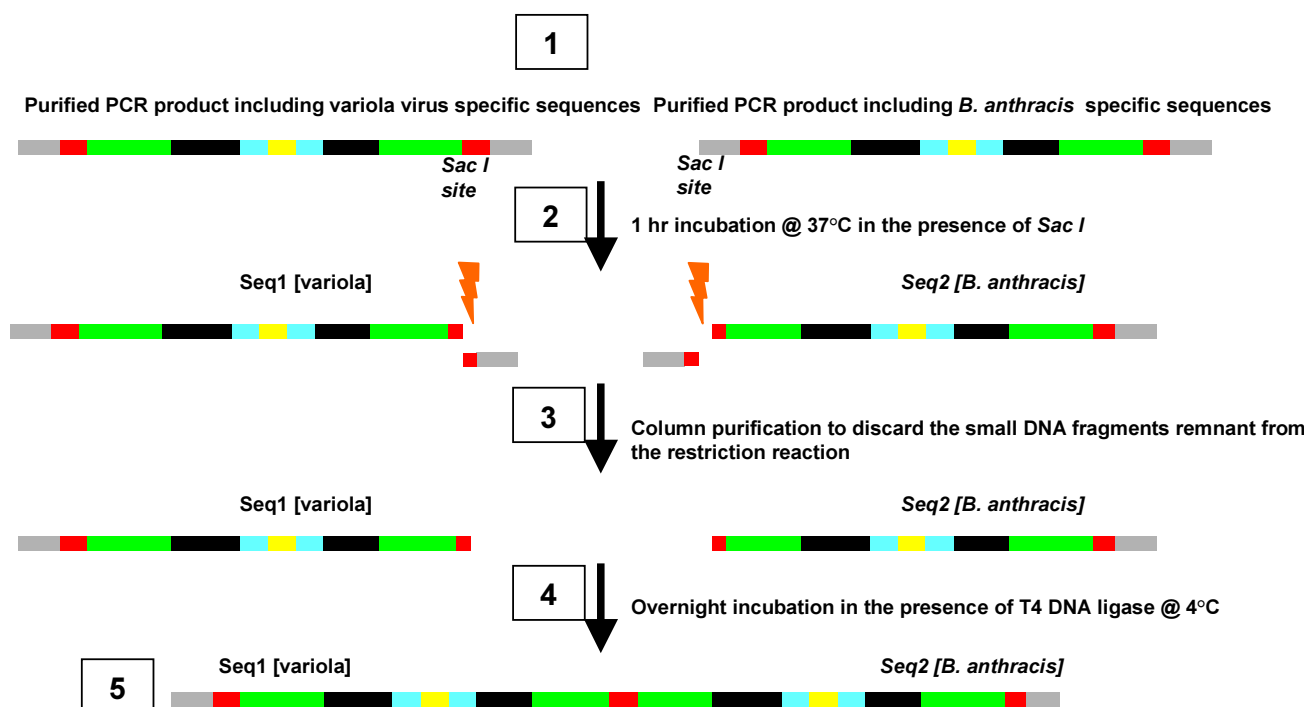 1
Purified PCR product including variola virus specific sequences
Purified PCR product including B. anthracis specific sequences
Sac I
site
Sac I
site
2
1 hr incubation @ 37°C in the presence of Sac I
Seq1 [variola]
Seq2 [B. anthracis]
3
Column purification to discard the small DNA fragments remnant from
the restriction reaction
Seq1 [variola]
Seq2 [B. anthracis]
4
Overnight incubation in the presence of T4 DNA ligase @ 4°C
5
Seq1 [variola]
Seq2 [B. anthracis]